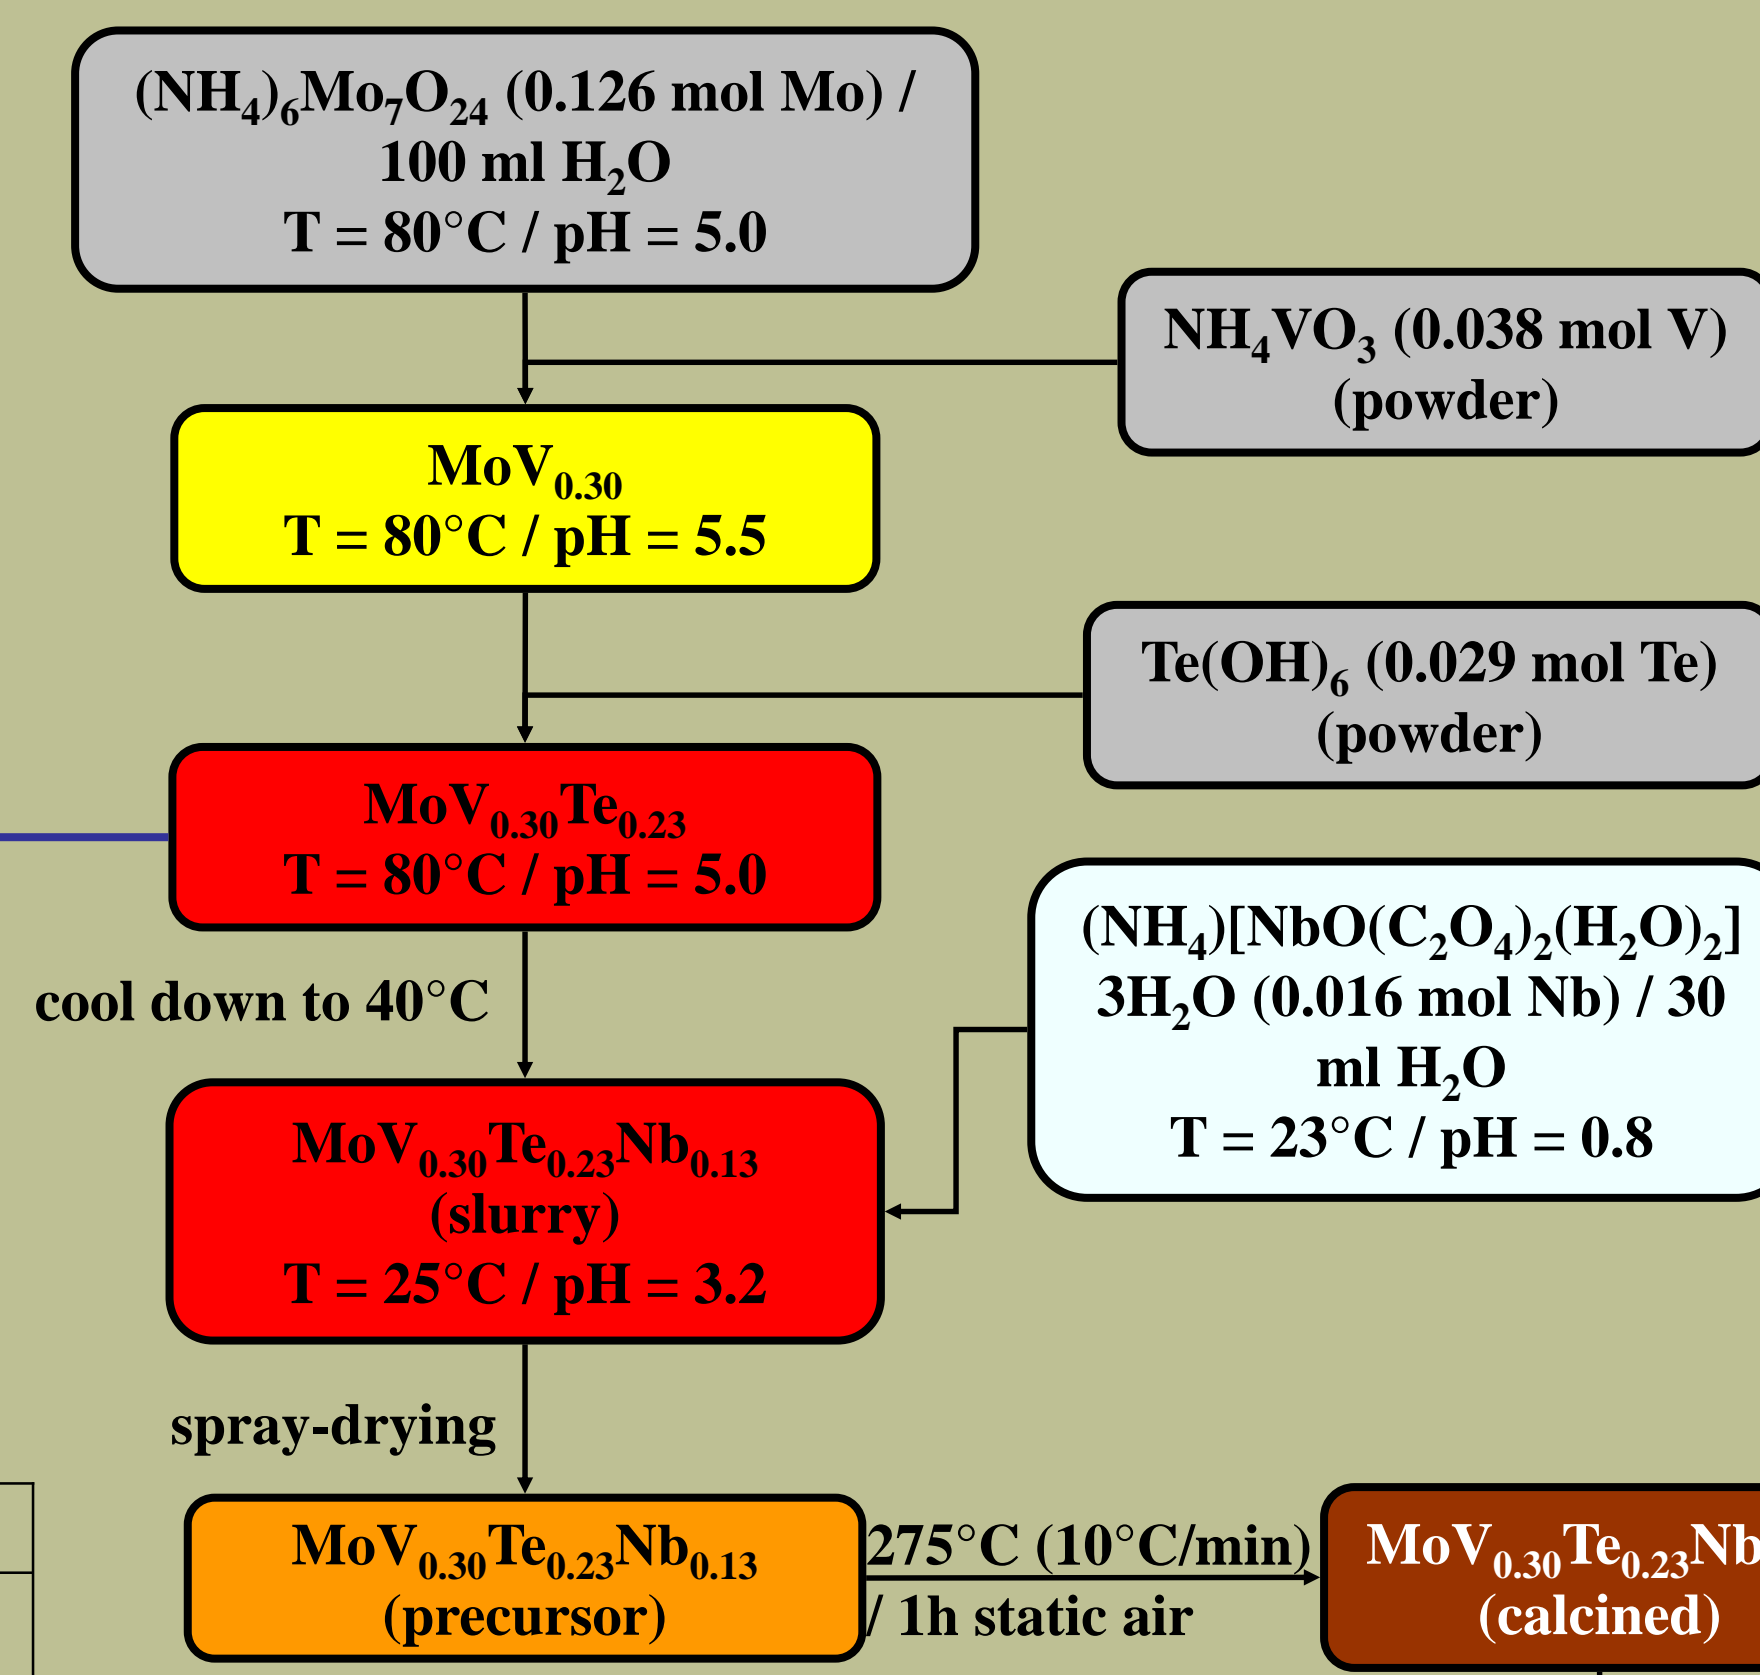 (NH₄)₆Mo₇O₂₄ (0.126 mol Mo) /
100 ml H₂O
T = 80°C / pH = 5.0
NH₄VO₃ (0.038 mol V)
(powder)
MoV₀.₃₀
T = 80°C / pH = 5.5
Te(OH)₆ (0.029 mol Te)
(powder)
MoV₀.₃₀Te₀.₂₃
T = 80°C / pH = 5.0
(NH₄)[NbO(C₂O₄)₂(H₂O)₂]
3H₂O (0.016 mol Nb) / 30
ml H₂O
T = 23°C / pH = 0.8
cool down to 40°C
MoV₀.₃₀Te₀.₂₃Nb₀.₁₃
(slurry)
T = 25°C / pH = 3.2
spray-drying
MoV₀.₃₀Te₀.₂₃Nb₀.₁₃
(precursor)
275°C (10°C/min)
/ 1h static air
MoV₀.₃₀Te₀.₂₃Nb
(calcined)